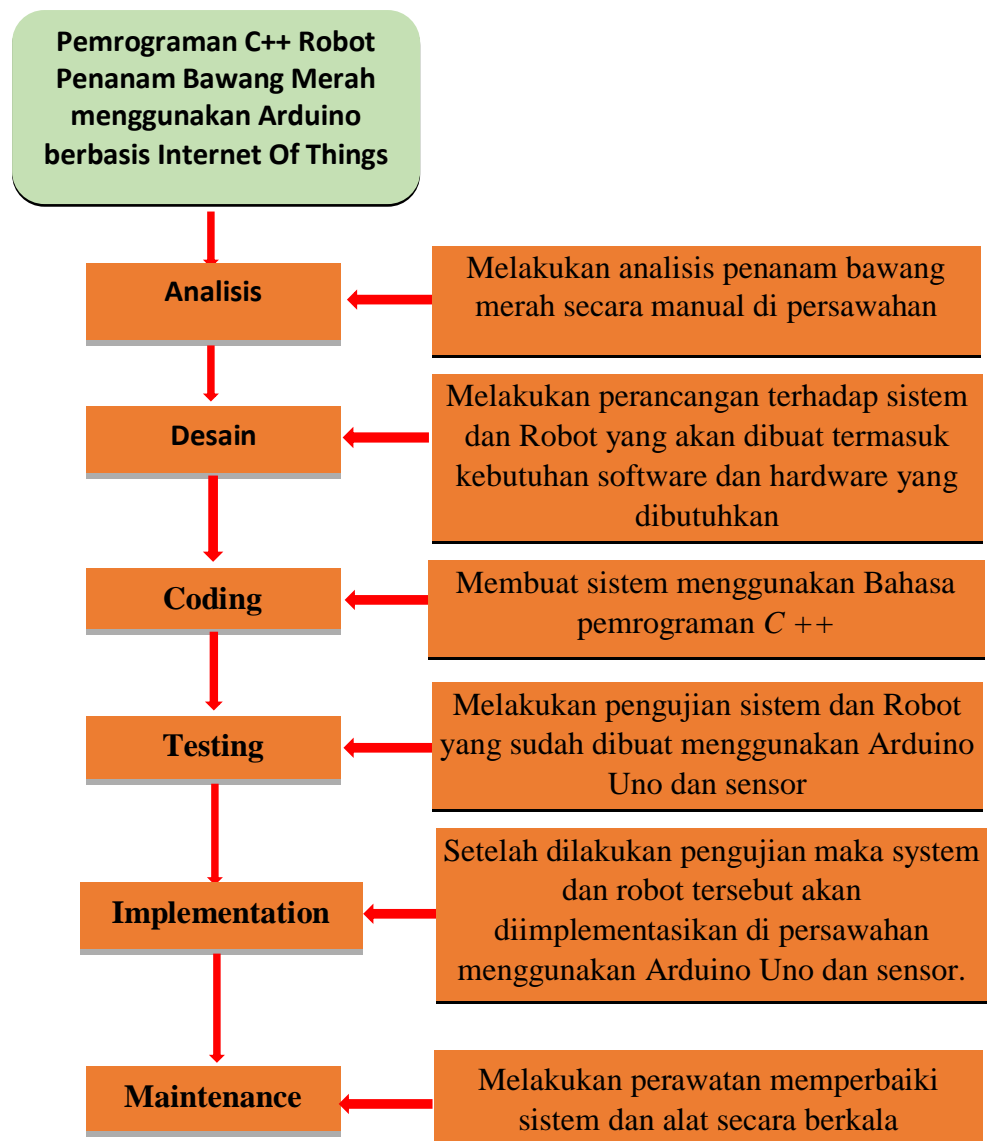 Pemrograman C++ Robot
Penanam Bawang Merah
menggunakan Arduino
berbasis Internet Of Things
Analisis
Melakukan analisis penanam bawang
merah secara manual di persawahan
Desain
Melakukan perancangan terhadap sistem
dan Robot yang akan dibuat termasuk
kebutuhan software dan hardware yang
dibutuhkan
Coding
Membuat sistem menggunakan Bahasa
pemrograman C ++
Testing
Melakukan pengujian sistem dan Robot
yang sudah dibuat menggunakan Arduino
Uno dan sensor
Implementation
Setelah dilakukan pengujian maka system
dan robot tersebut akan
diimplementasikan di persawahan
menggunakan Arduino Uno dan sensor.
Maintenance
Melakukan perawatan memperbaiki
sistem dan alat secara berkala